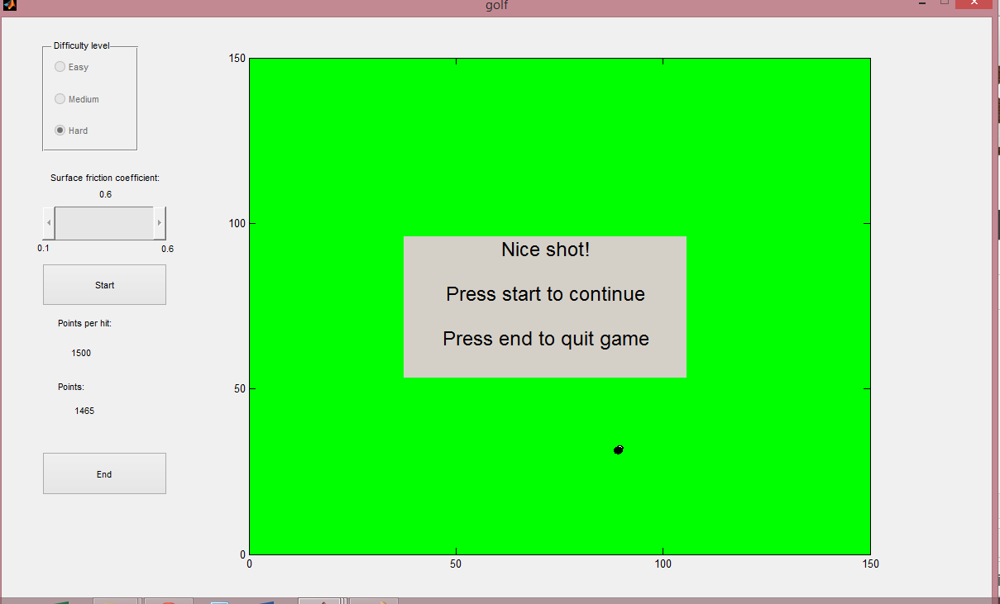 golf
Difficulty level
Easy
Medium
Hard
Surface friction coefficient:
0.6
0.1
0.6
Start
Points per hit:
1500
Points:
1465
End
150
100
50
0
Nice shot!
Press start to continue
Press end to quit game
0
50
100
150